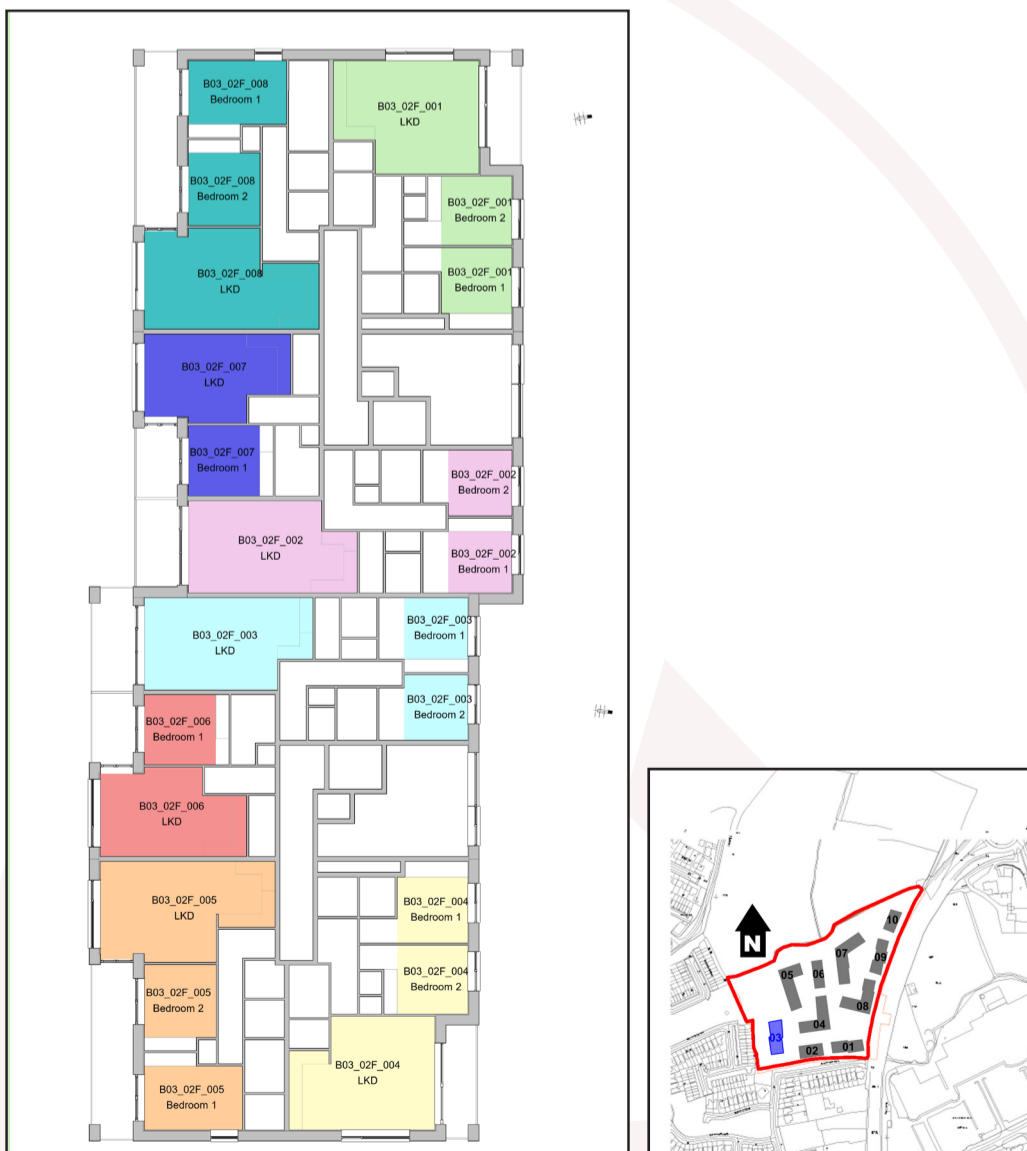 B03_02F_008
Bedroom 1
B03_02F_001
LKD
B03_02F_008
Bedroom 2
B03_02F_001
Bedroom 2
B03_02F_008
LKD
B03_02F_001
Bedroom 1
B03_02F_007
LKD
B03_02F_007
Bedroom 1
B03_02F_002
Bedroom 2
B03_02F_002
LKD
B03_02F_002
Bedroom 1
B03_02F_003
LKD
B03_02F_003
Bedroom 1
B03_02F_003
Bedroom 2
B03_02F_006
Bedroom 1
B03_02F_006
LKD
B03_02F_005
LKD
B03_02F_004
Bedroom 1
B03_02F_004
Bedroom 2
B03_02F_005
Bedroom 2
B03_02F_004
LKD
B03_02F_005
Bedroom 1
N
10
07
09
05
06
08
04
03
02
01